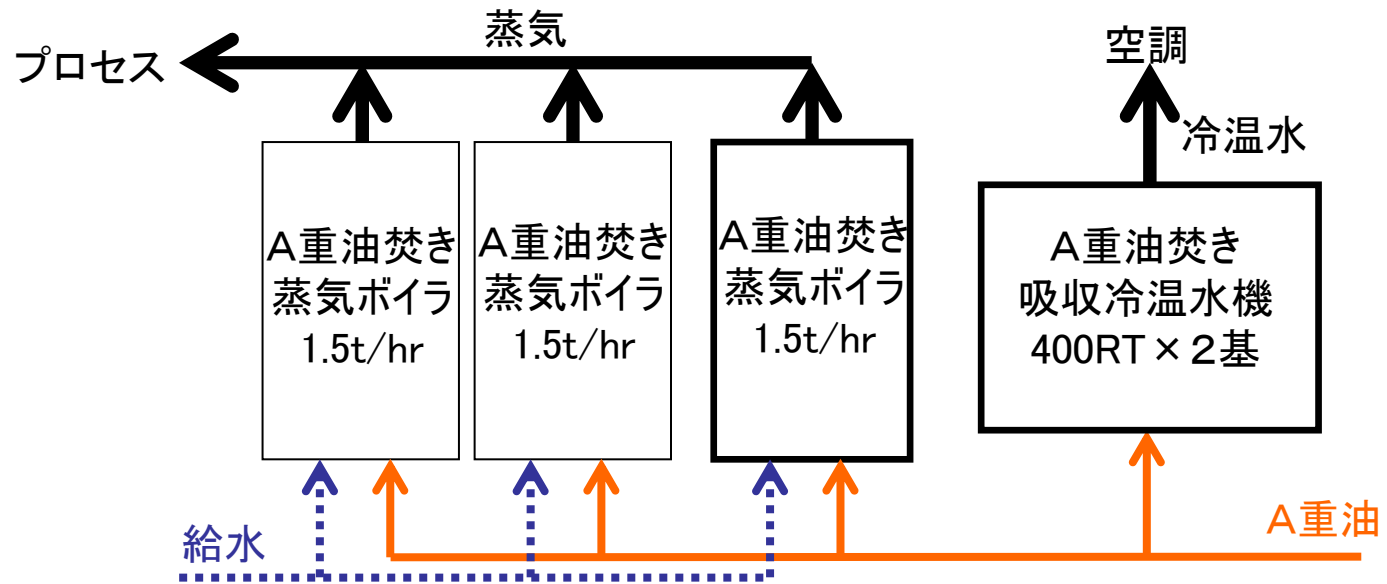 蒸気
プロセス
空調
冷温水
A重油焚き
蒸気ボイラ
1.5t/hr
A重油焚き
蒸気ボイラ
1.5t/hr
A重油焚き
蒸気ボイラ
1.5t/hr
A重油焚き
吸収冷温水機
400RT×2基
A重油
給水